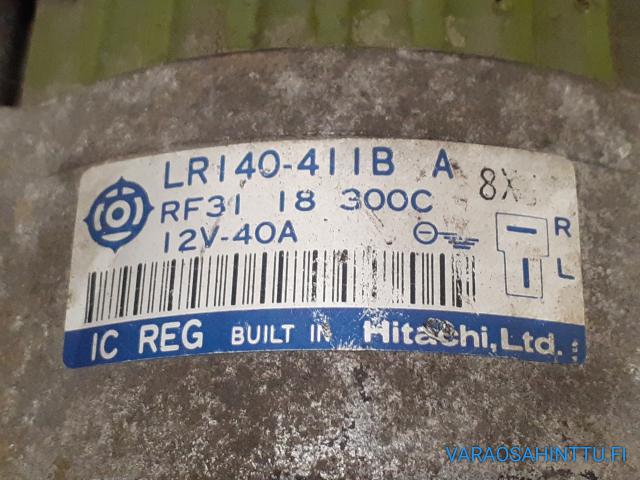 LR140-411B A
RF31 18 300C
12V-40A
R
L
IC REG BUILT IN Hitachi, Ltd.
VARAOSAHINTTU.FI